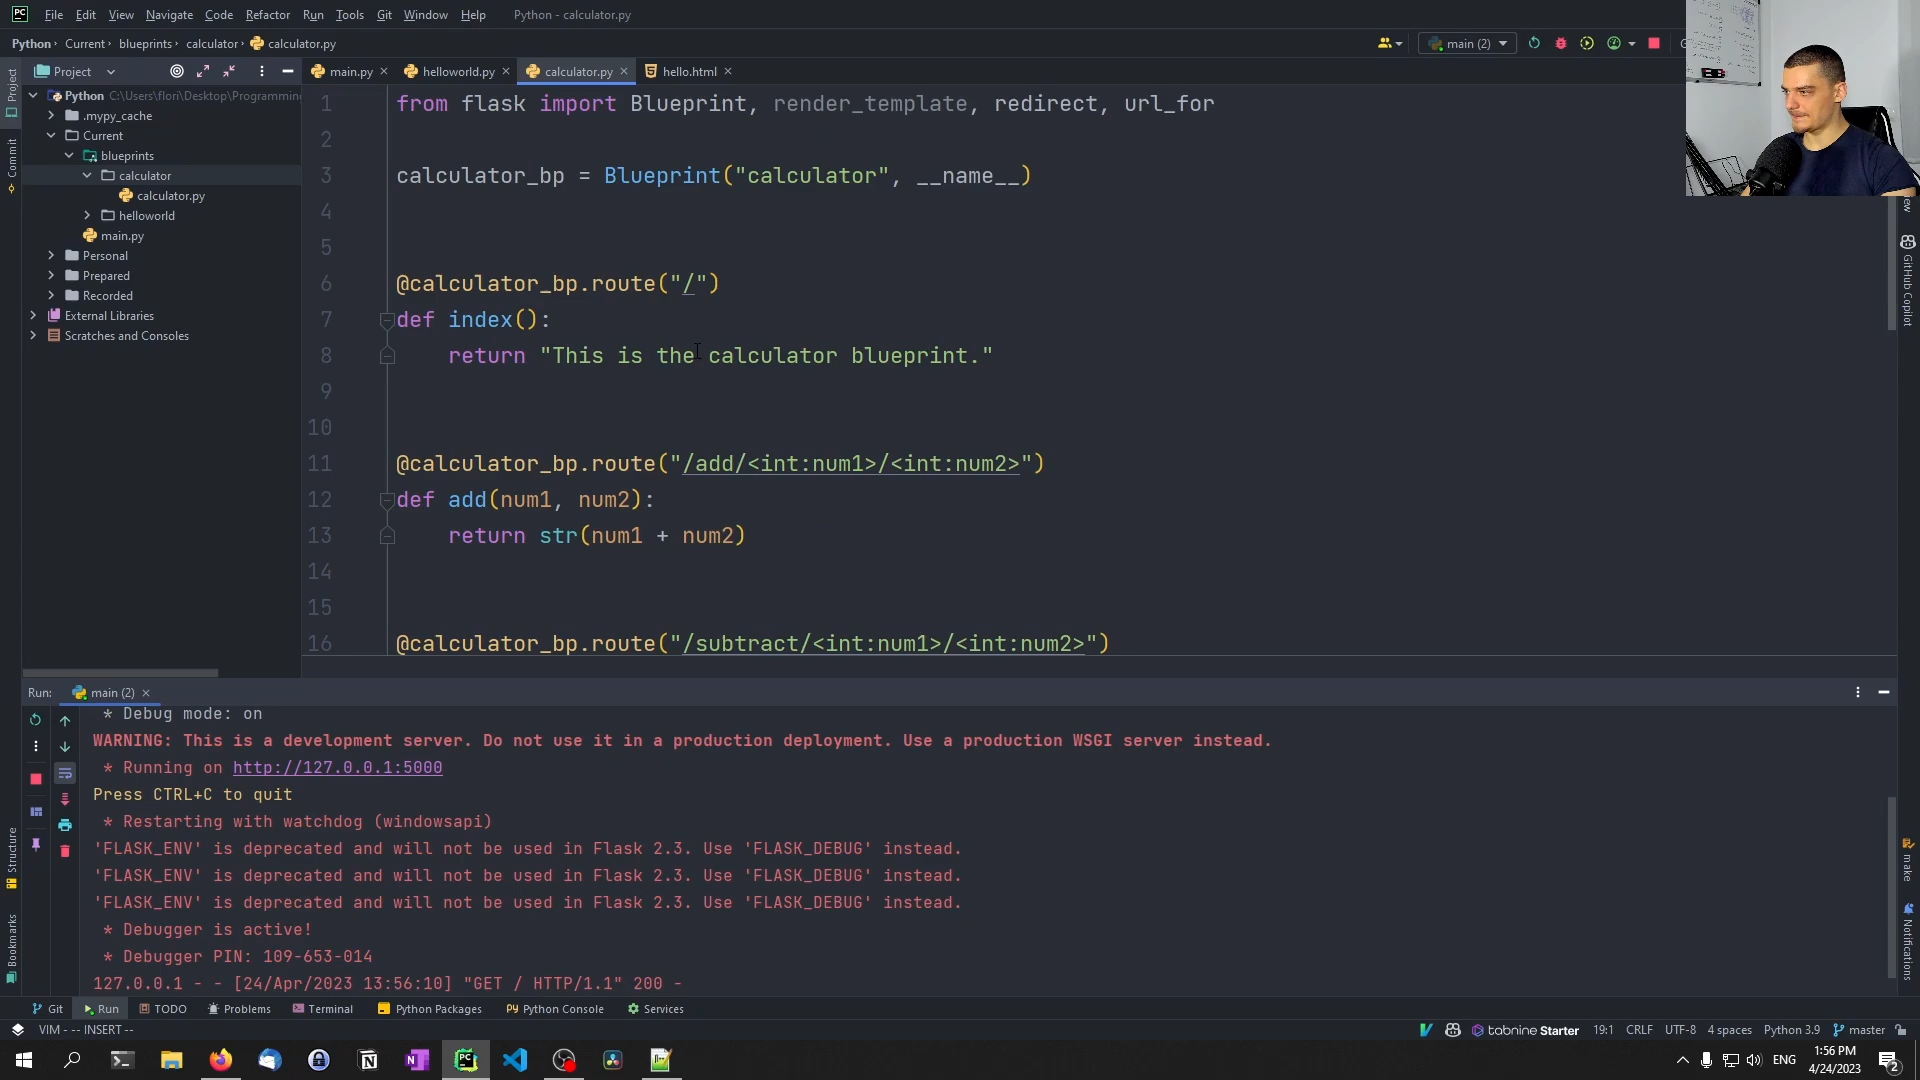 File Edit View Navigate Code Refactor Run Tools Git Window Help Python - calculator.py
Python Current blueprints calculator calculator.py
main (2)
Project
main.py helloworld.py calculator.py hello.html
Python C:\Users\flori\Desktop\Programming
.mypy_cache
Current
blueprints
calculator
calculator.py
helloworld
main.py
Personal
Prepared
Recorded
External Libraries
Scratches and Consoles
Project
Commit
Structure
Bookmarks
1 from flask import Blueprint, render_template, redirect, url_for
2
3 calculator_bp = Blueprint("calculator", __name__)
4
5
6 @calculator_bp.route("/")
7 def index():
8 return "This is the calculator blueprint."
9
10
11 @calculator_bp.route("/add/<int:num1>/<int:num2>")
12 def add(num1, num2):
13 return str(num1 + num2)
14
15
16 @calculator_bp.route("/subtract/<int:num1>/<int:num2>")
GitHub Copilot
make
Notifications
Run: main (2)
* Debug mode: on
WARNING: This is a development server. Do not use it in a production deployment. Use a production WSGI server instead.
* Running on http://127.0.0.1:5000
Press CTRL+C to quit
* Restarting with watchdog (windowsapi)
'FLASK_ENV' is deprecated and will not be used in Flask 2.3. Use 'FLASK_DEBUG' instead.
'FLASK_ENV' is deprecated and will not be used in Flask 2.3. Use 'FLASK_DEBUG' instead.
'FLASK_ENV' is deprecated and will not be used in Flask 2.3. Use 'FLASK_DEBUG' instead.
* Debugger is active!
* Debugger PIN: 109-653-014
127.0.0.1 - - [24/Apr/2023 13:56:10] "GET / HTTP/1.1" 200 -
Git Run TODO Problems Terminal Python Packages Python Console Services
VIM - -- INSERT --
tabnine Starter 19:1 CRLF UTF-8 4 spaces Python 3.9 master
ENG
1:56 PM
4/24/2023
2